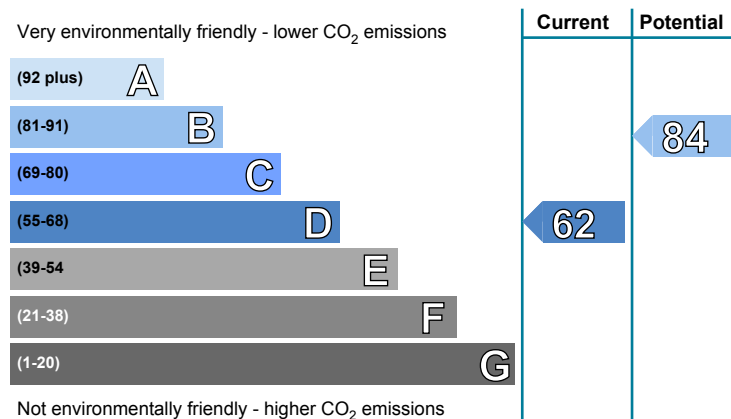 Very environmentally friendly - lower CO₂ emissions
Current
Potential
(92 plus) A
(81-91) B
(69-80) C
(55-68) D
(39-54 E
(21-38) F
(1-20) G
62
84
Not environmentally friendly - higher CO₂ emissions